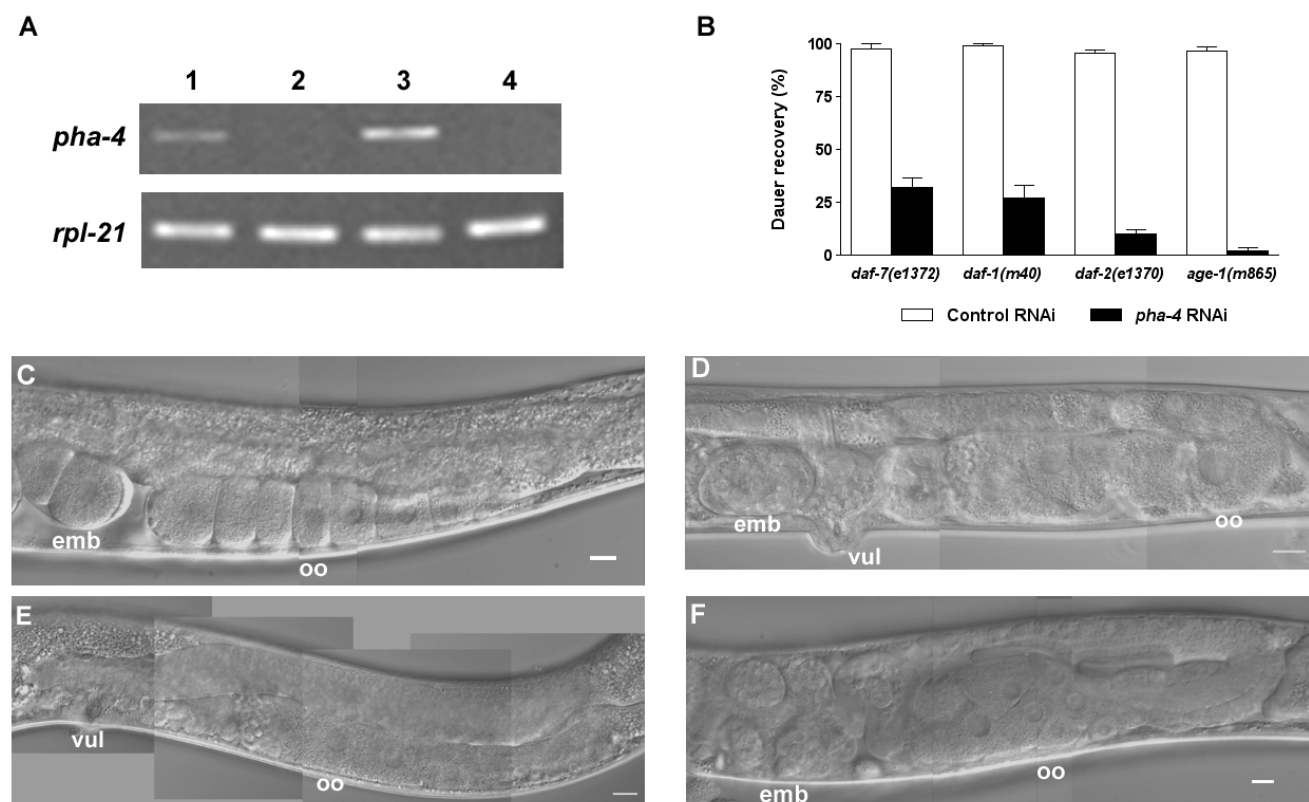 A
1 2 3 4
pha-4
rpl-21
B
Dauer recovery (%)
100
75
50
25
0
daf-7(e1372) daf-1(m40) daf-2(e1370) age-1(m865)
Control RNAi pha-4 RNAi
C
emb
oo
D
emb
vul
oo
E
vul
oo
F
emb
oo